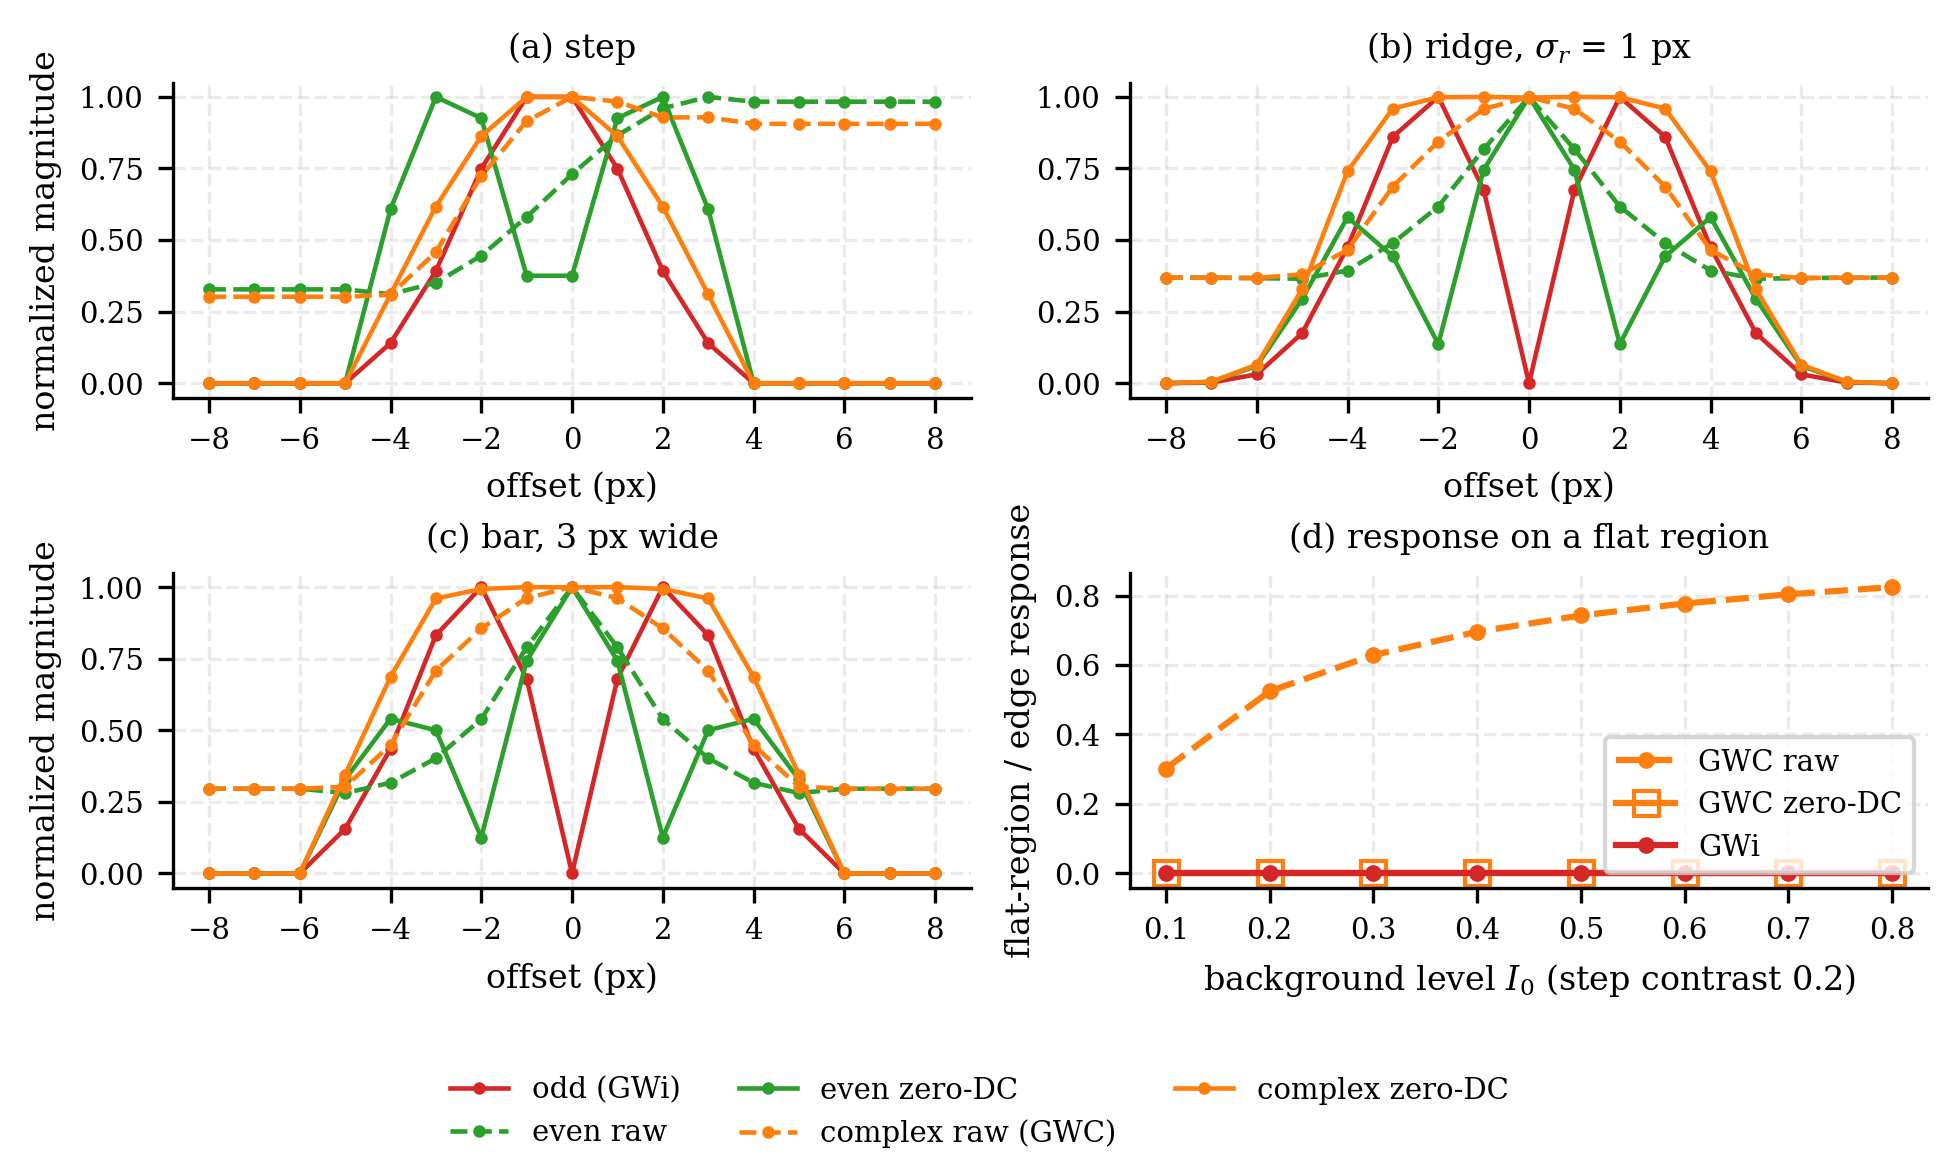 (a) step
normalized magnitude
1.00
0.75
0.50
0.25
0.00
−8 −6 −4 −2 0 2 4 6 8
offset (px)
(b) ridge, σr = 1 px
1.00
0.75
0.50
0.25
0.00
−8 −6 −4 −2 0 2 4 6 8
offset (px)
(c) bar, 3 px wide
normalized magnitude
1.00
0.75
0.50
0.25
0.00
−8 −6 −4 −2 0 2 4 6 8
offset (px)
(d) response on a flat region
flat-region / edge response
0.8
0.6
0.4
0.2
0.0
GWC raw
GWC zero-DC
GWi
0.1 0.2 0.3 0.4 0.5 0.6 0.7 0.8
background level I0 (step contrast 0.2)
odd (GWi) even zero-DC complex zero-DC
even raw complex raw (GWC)